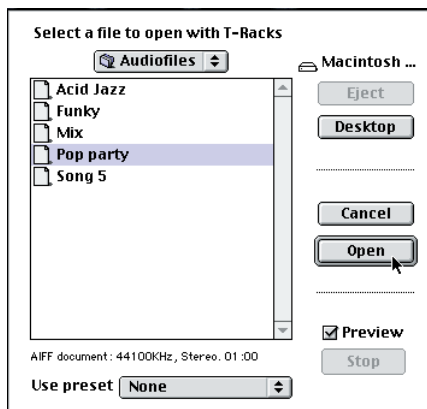 Select a file to open with T-Racks
Audiofiles
Macintosh ...
Acid Jazz
Funky
Mix
Pop party
Song 5
Eject
Desktop
Cancel
Open
Preview
Stop
AIFF document: 44100KHz, Stereo. 01:00
Use preset None